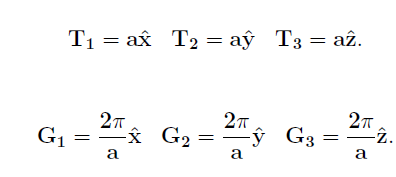 T₁ = ax̂ T₂ = aŷ T₃ = aẑ.
G₁ = 2π/a x̂ G₂ = 2π/a ŷ G₃ = 2π/a ẑ.